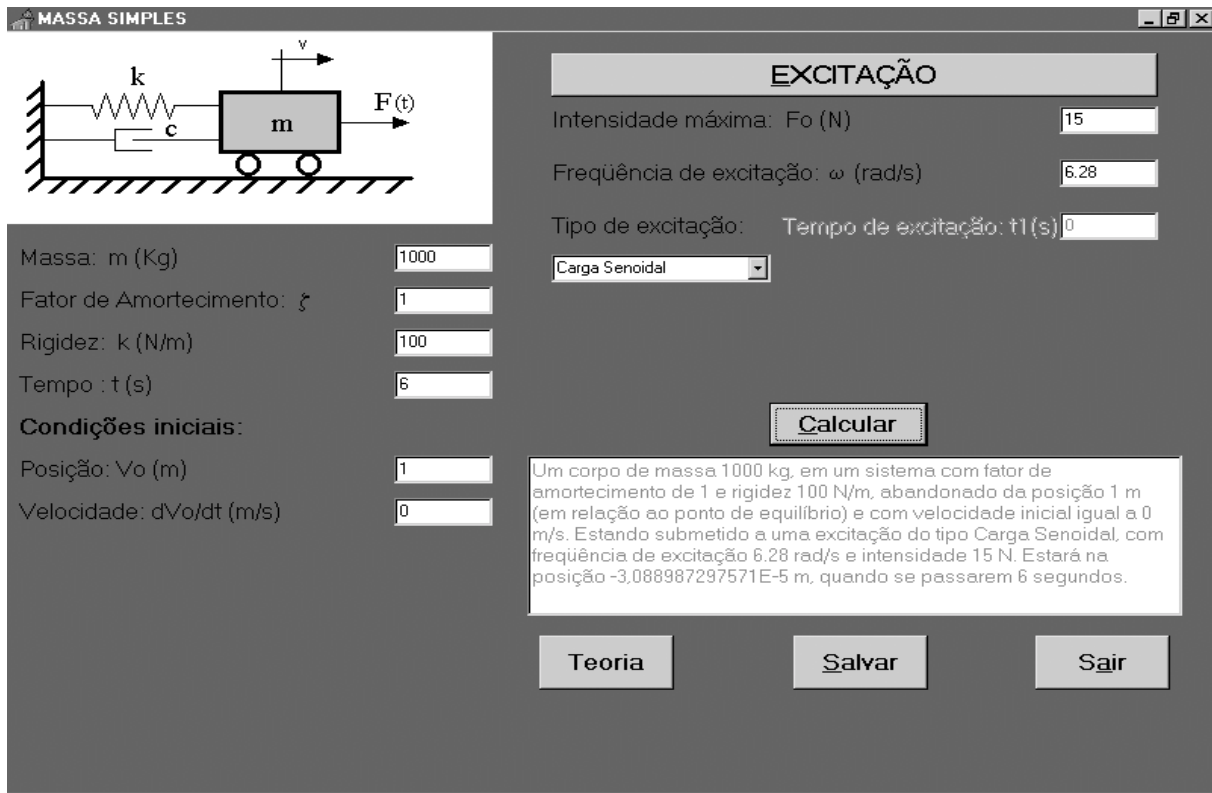 MASSA SIMPLES
v
k
c
m
F(t)
Massa: m (Kg) 1000
Fator de Amortecimento: ζ 1
Rigidez: k (N/m) 100
Tempo : t (s) 6
Condições iniciais:
Posição: Vo (m) 1
Velocidade: dVo/dt (m/s) 0
EXCITAÇÃO
Intensidade máxima: Fo (N) 15
Freqüência de excitação: ω (rad/s) 6.28
Tipo de excitação: Tempo de excitação: t1(s) 0
Carga Senoidal
Calcular
Um corpo de massa 1000 kg, em um sistema com fator de
amortecimento de 1 e rigidez 100 N/m, abandonado da posição 1 m
(em relação ao ponto de equilíbrio) e com velocidade inicial igual a 0
m/s. Estando submetido a uma excitação do tipo Carga Senoidal, com
freqüência de excitação 6.28 rad/s e intensidade 15 N. Estará na
posição -3,088987297571E-5 m, quando se passarem 6 segundos.
Teoria Salvar Sair